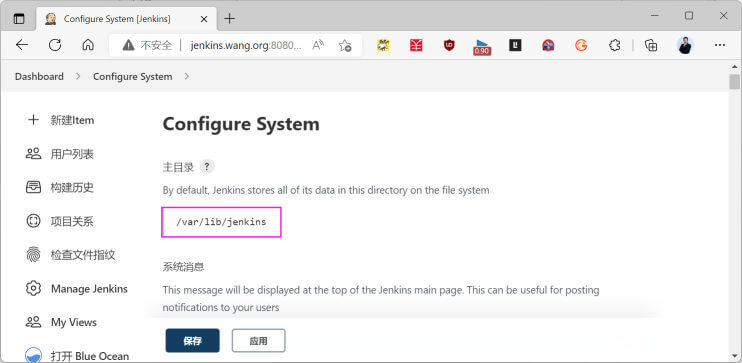 Configure System [Jenkins]
不安全 | jenkins.wang.org:8080...
0.90
Dashboard > Configure System >
新建Item
用户列表
构建历史
项目关系
检查文件指纹
Manage Jenkins
My Views
打开 Blue Ocean
Configure System
主目录 ?
By default, Jenkins stores all of its data in this directory on the file system
/var/lib/jenkins
系统消息
This message will be displayed at the top of the Jenkins main page. This can be useful for posting
notifications to your users
保存 应用